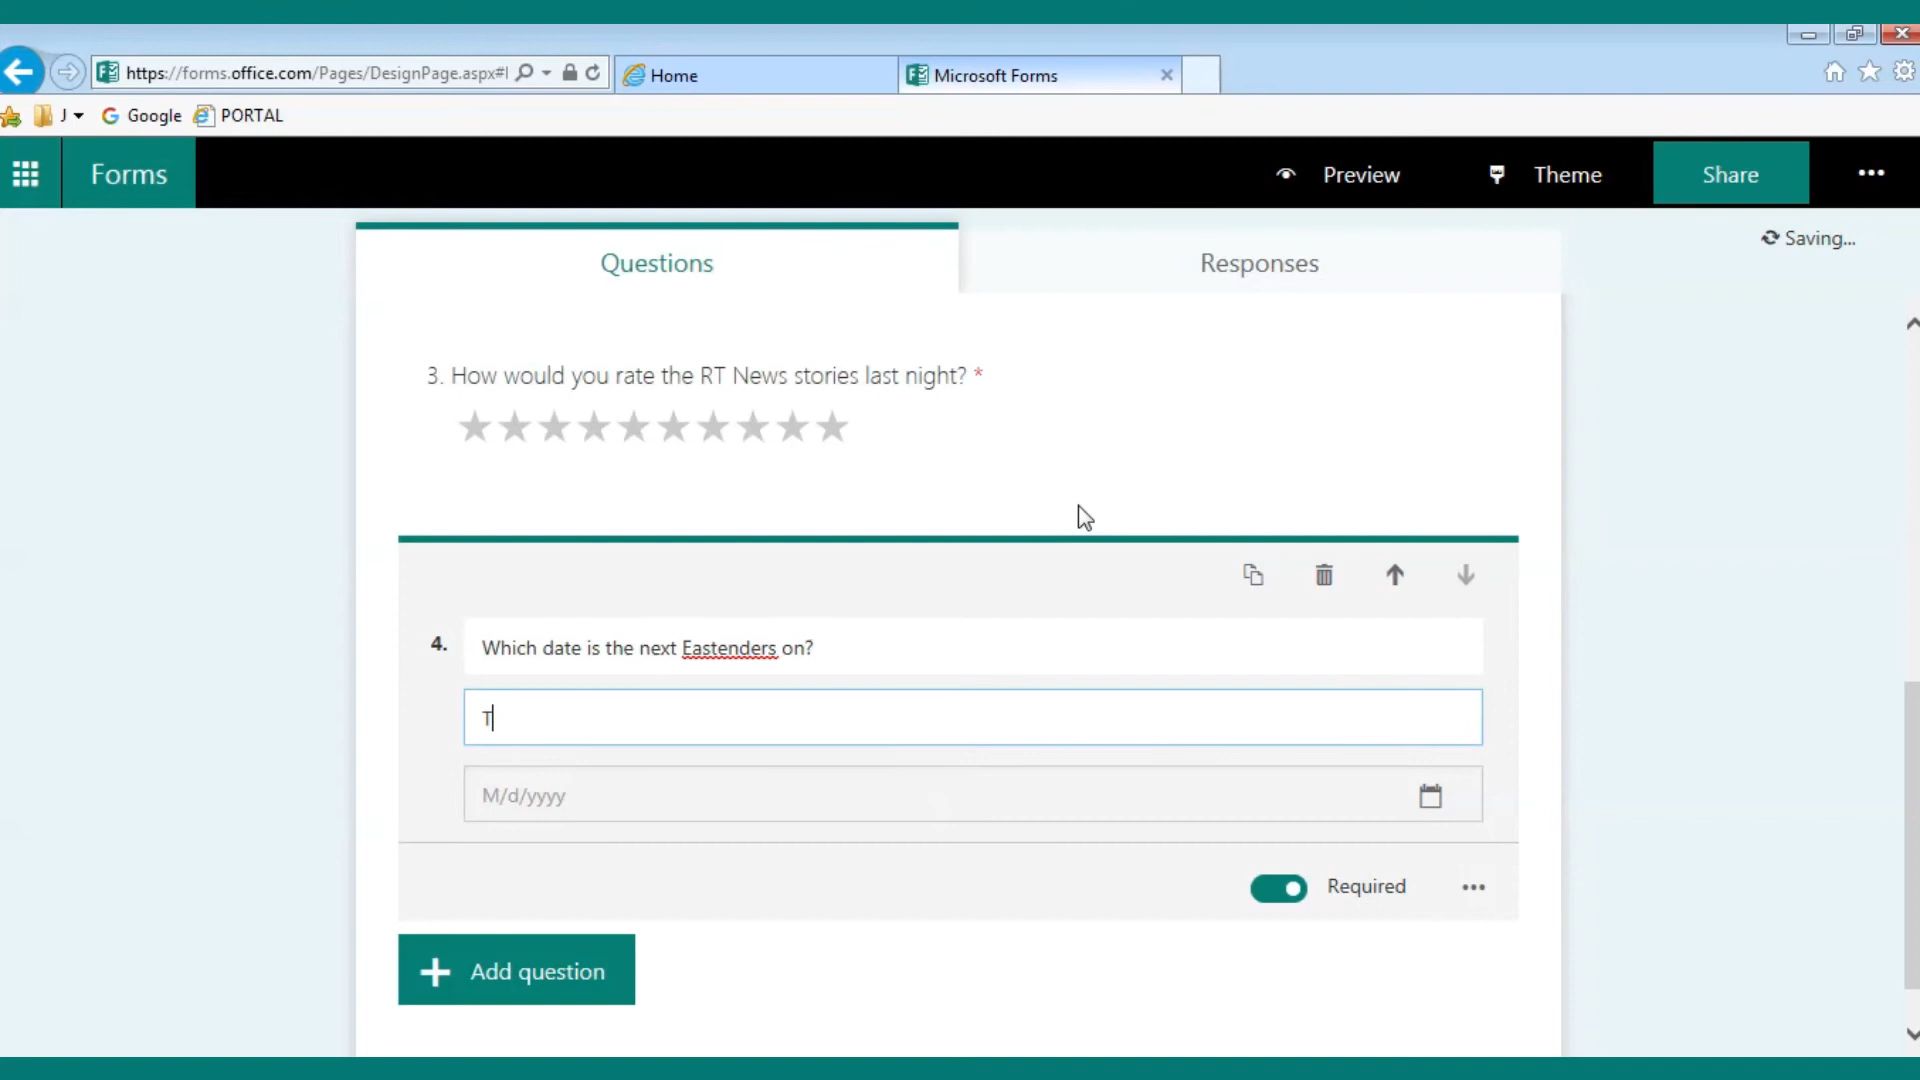 https://forms.office.com/Pages/DesignPage.aspx#
Home
Microsoft Forms
J
Google
PORTAL
Forms
Preview
Theme
Share
Questions
Responses
Saving...
3. How would you rate the RT News stories last night? *
4.
Which date is the next Eastenders on?
T
M/d/yyyy
Required
Add question